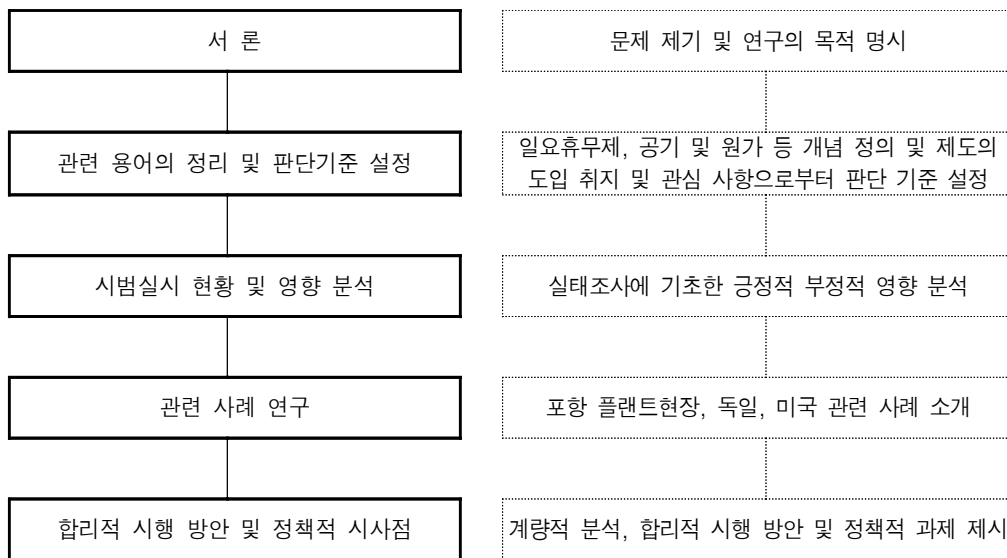 서 론
문제 제기 및 연구의 목적 명시
관련 용어의 정리 및 판단기준 설정
일요휴무제, 공기 및 원가 등 개념 정의 및 제도의
도입 취지 및 관심 사항으로부터 판단 기준 설정
시범실시 현황 및 영향 분석
실태조사에 기초한 긍정적 부정적 영향 분석
관련 사례 연구
포항 플랜트현장, 독일, 미국 관련 사례 소개
합리적 시행 방안 및 정책적 시사점
계량적 분석, 합리적 시행 방안 및 정책적 과제 제시